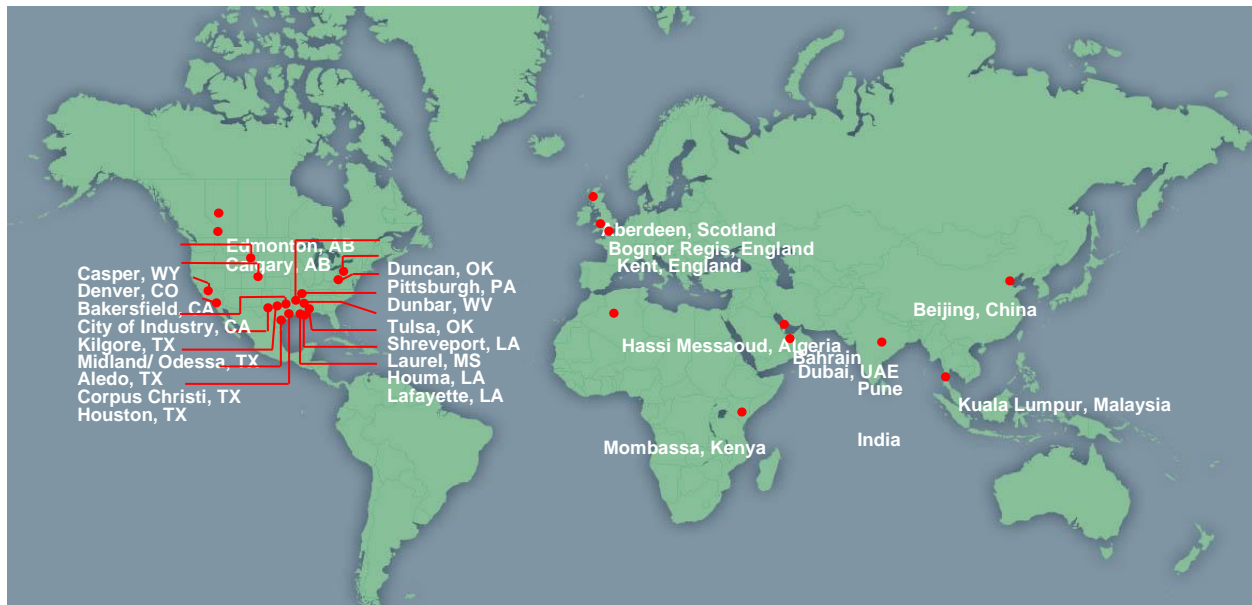 Edmonton, AB
Calgary, AB
Casper, WY
Denver, CO
Bakersfield, CA
City of Industry, CA
Kilgore, TX
Midland/ Odessa, TX
Aledo, TX
Corpus Christi, TX
Houston, TX
Duncan, OK
Pittsburgh, PA
Dunbar, WV
Tulsa, OK
Shreveport, LA
Laurel, MS
Houma, LA
Lafayette, LA
Aberdeen, Scotland
Bognor Regis, England
Kent, England
Hassi Messaoud, Algeria
Bahrain
Dubai, UAE
Pune
India
Mombassa, Kenya
Beijing, China
Kuala Lumpur, Malaysia